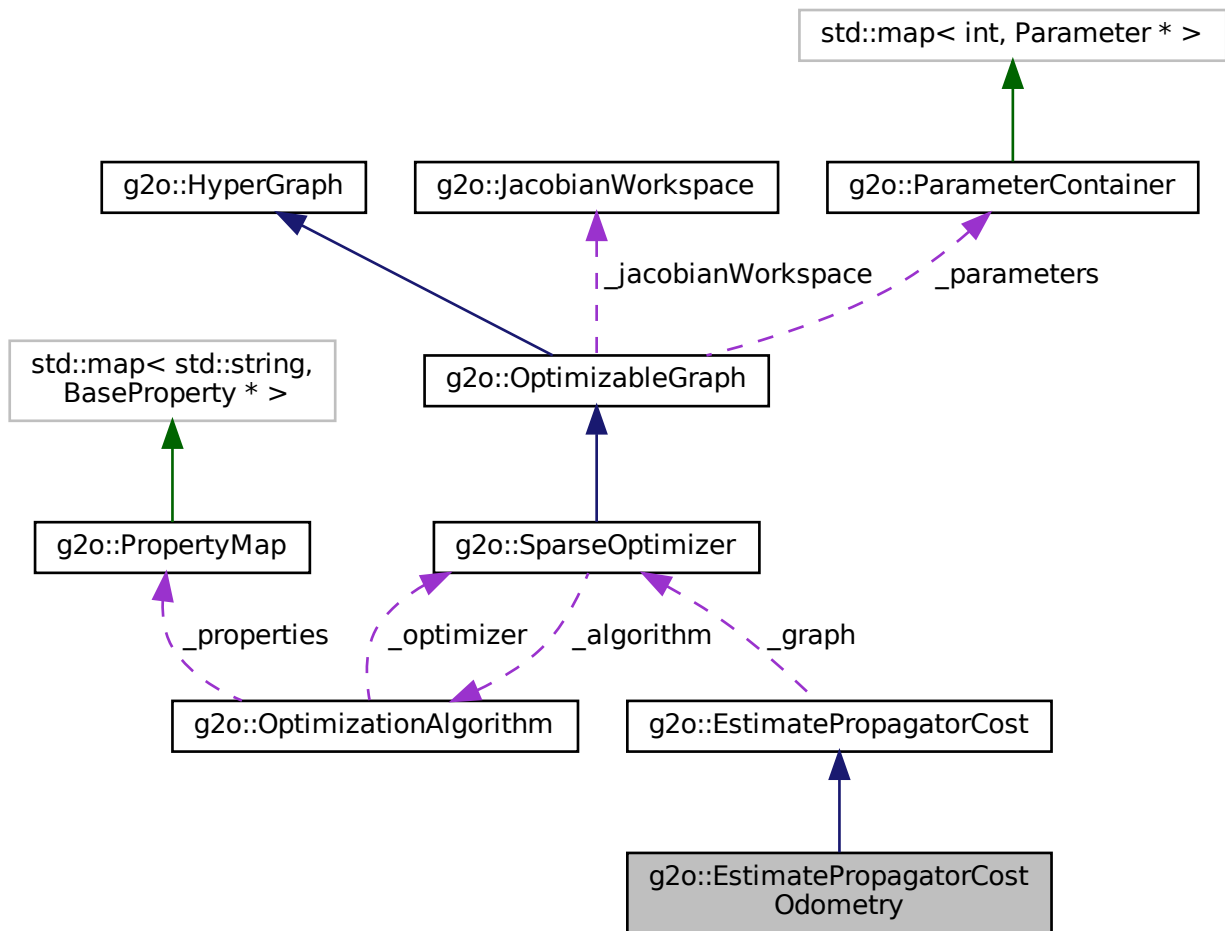 std::map< int, Parameter * >
g2o::HyperGraph
g2o::JacobianWorkspace
g2o::ParameterContainer
_jacobianWorkspace
_parameters
std::map< std::string,
BaseProperty * >
g2o::OptimizableGraph
g2o::PropertyMap
g2o::SparseOptimizer
_properties
_optimizer
_algorithm
_graph
g2o::OptimizationAlgorithm
g2o::EstimatePropagatorCost
g2o::EstimatePropagatorCost
Odometry